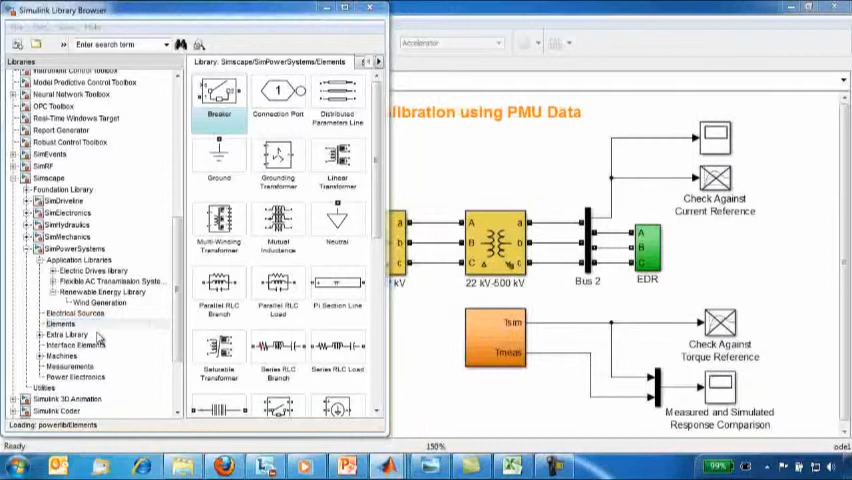 Simulink Library Browser
Enter search term
Accelerator
Libraries
Library: Simscape/SimPowerSystems/Elements
Instrument Control Toolbox
Model Predictive Control Toolbox
Neural Network Toolbox
OPC Toolbox
Real-Time Windows Target
Report Generator
Robust Control Toolbox
SimEvents
SimRF
Simscape
Foundation Library
SimDriveline
SimElectronics
SimHydraulics
SimMechanics
SimPowerSystems
Application Libraries
Electric Drives library
Flexible AC Transmission Syste...
Renewable Energy Library
Wind Generation
Electrical Sources
Elements
Extra Library
Interface Elements
Machines
Measurements
Power Electronics
Utilities
Simulink 3D Animation
Simulink Coder
Breaker
1
Connection Port
Distributed
Parameters Line
Ground
Grounding
Transformer
Linear
Transformer
Multi-Winding
Transformer
Mutual
Inductance
Neutral
Parallel RLC
Branch
Parallel RLC
Load
Pi Section Line
Saturable
Transformer
Series RLC
Branch
Series RLC Load
Loading: powerlib/Elements
libration using PMU Data
Check Against
Current Reference
a
b
c
kV
A
B
C
a
b
c
22 kV-500 kV
Bus 2
A
B
C
EDR
Tsim
Tmeas
Check Against
Torque Reference
Measured and Simulated
Response Comparison
Ready
150%
ode1
99%